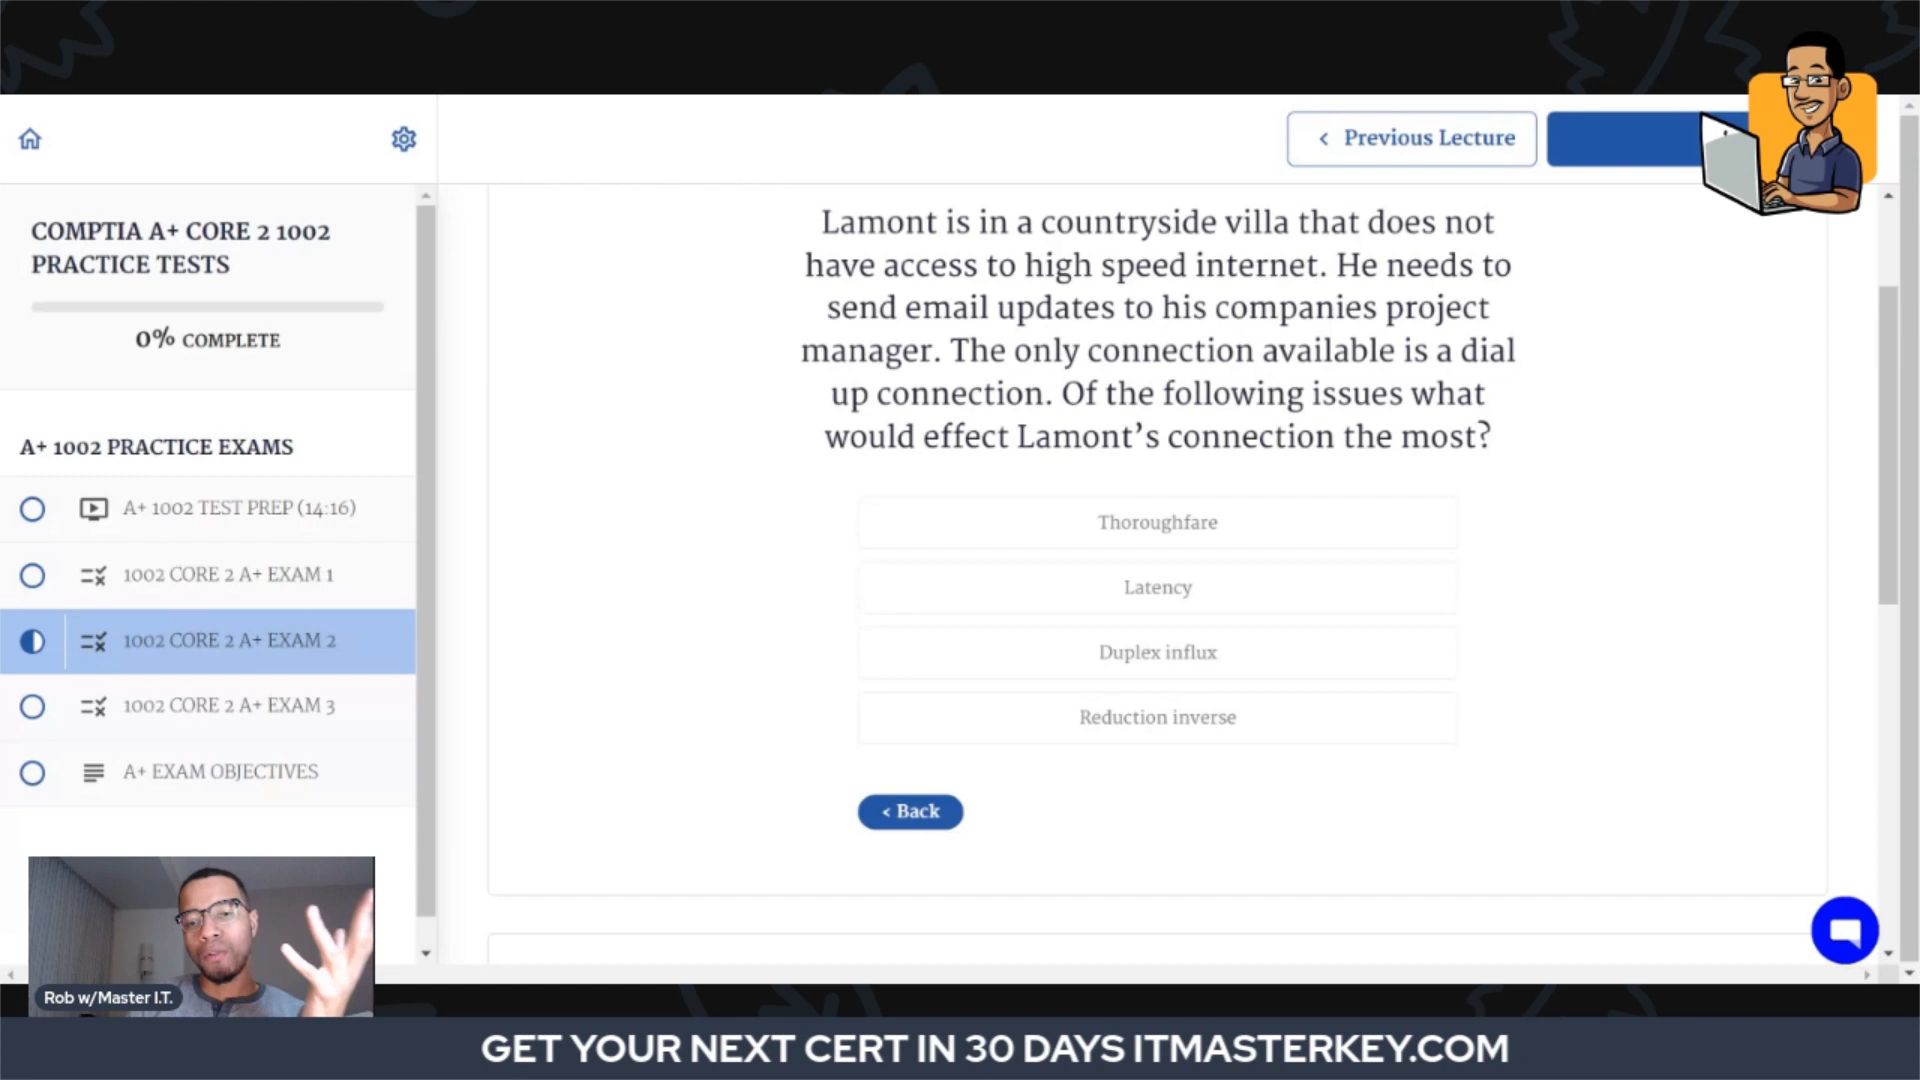 < Previous Lecture
COMPTIA A+ CORE 2 1002
PRACTICE TESTS
0% COMPLETE
A+ 1002 PRACTICE EXAMS
A+ 1002 TEST PREP (14:16)
1002 CORE 2 A+ EXAM 1
1002 CORE 2 A+ EXAM 2
1002 CORE 2 A+ EXAM 3
A+ EXAM OBJECTIVES
Lamont is in a countryside villa that does not
have access to high speed internet. He needs to
send email updates to his companies project
manager. The only connection available is a dial
up connection. Of the following issues what
would effect Lamont's connection the most?
Thoroughfare
Latency
Duplex influx
Reduction inverse
< Back
Rob w/Master I.T.
GET YOUR NEXT CERT IN 30 DAYS ITMASTERKEY.COM